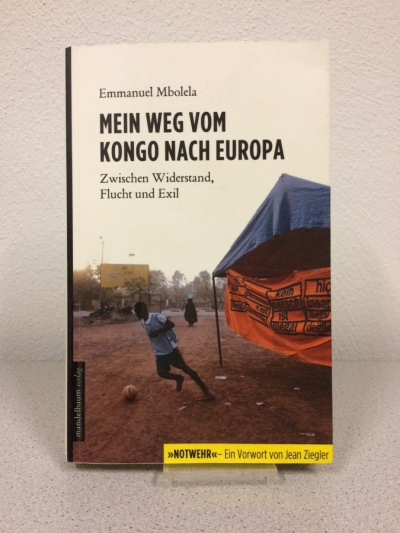 Emmanuel Mbolela
MEIN WEG VOM
KONGO NACH EUROPA
Zwischen Widerstand,
Flucht und Exil
mandelbaum verlag
»NOTWEHR«– Ein Vorwort von Jean Ziegler